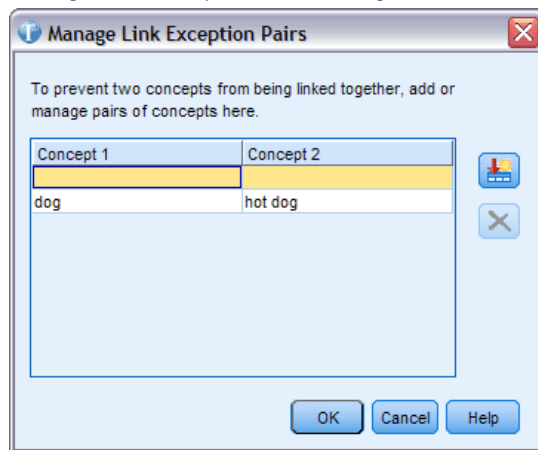 Manage Link Exception Pairs
To prevent two concepts from being linked together, add or
manage pairs of concepts here.
Concept 1 Concept 2
dog hot dog
OK Cancel Help